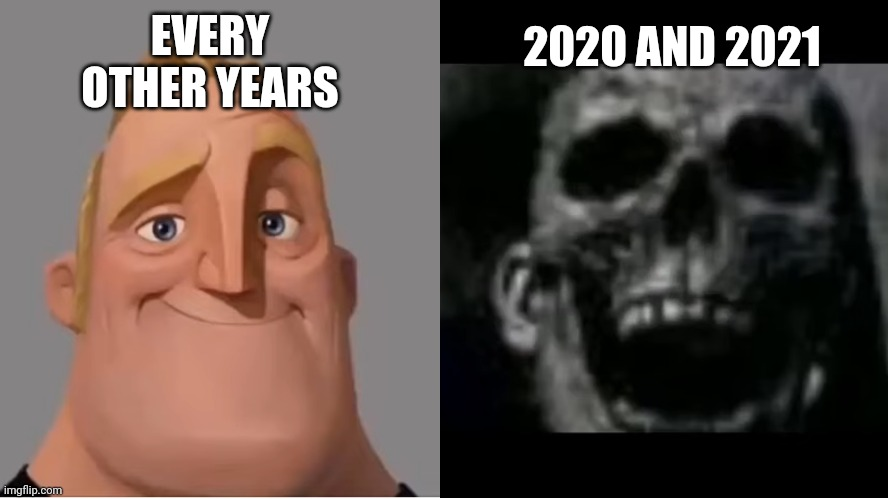 EVERY
OTHER YEARS
2020 AND 2021
imgflip.com